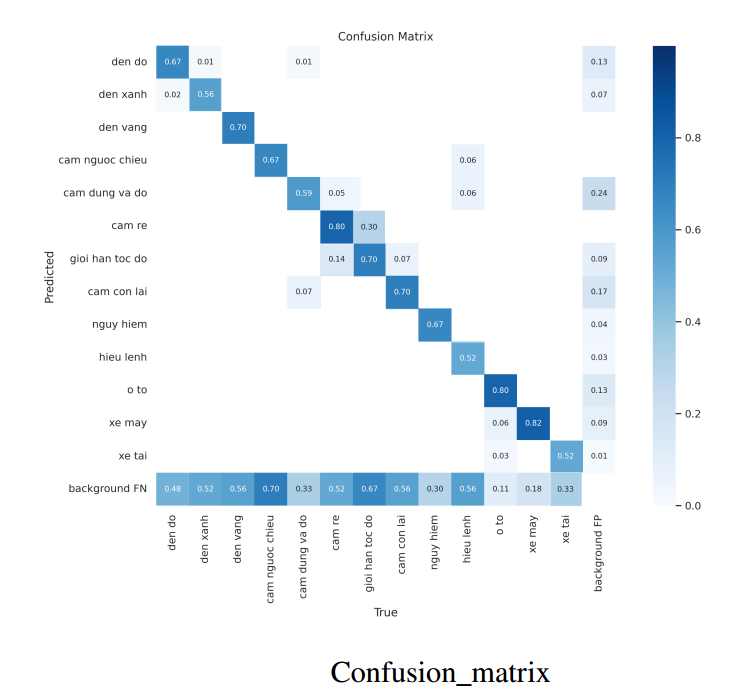 Confusion Matrix
den do 0.67 0.01 0.01 0.13
den xanh 0.02 0.56 0.07
den vang 0.70
cam nguoc chieu 0.67 0.06
cam dung va do 0.59 0.05 0.06 0.24
cam re 0.80 0.30
gioi han toc do 0.14 0.70 0.07 0.09
cam con lai 0.07 0.70 0.17
nguy hiem 0.67 0.04
hieu lenh 0.52 0.03
o to 0.80 0.13
xe may 0.06 0.82 0.09
xe tai 0.03 0.52 0.01
background FN 0.48 0.52 0.56 0.70 0.33 0.52 0.67 0.56 0.30 0.56 0.11 0.18 0.33
Predicted
den do
den xanh
den vang
cam nguoc chieu
cam dung va do
cam re
gioi han toc do
cam con lai
nguy hiem
hieu lenh
o to
xe may
xe tai
background FP
True
0.8
0.6
0.4
0.2
0.0
Confusion_matrix